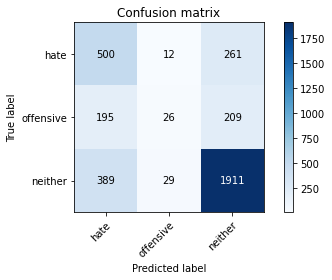 Confusion matrix
True label
hate
500
12
261
offensive
195
26
209
neither
389
29
1911
hate
offensive
neither
Predicted label
1750
1500
1250
1000
750
500
250